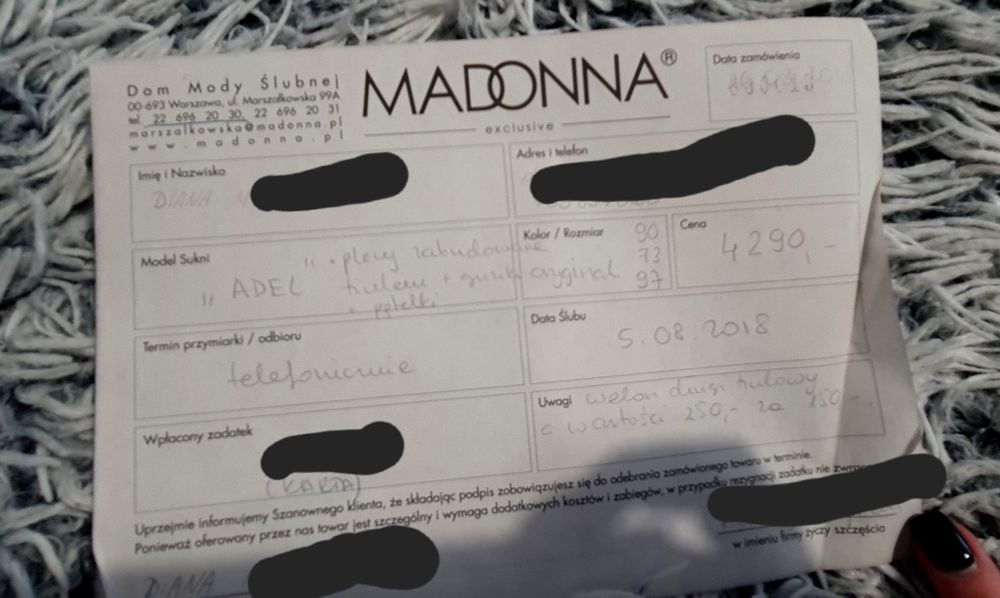 Dom Mody Ślubnej
00-693 Warszawa, ul. Marszałkowska 99A
tel. 22 696 20 30, 22 696 20 31
marszalkowska@madonna.pl
www.madonna.pl
MADONNA®
exclusive
Data zamówienia
Imię i Nazwisko
DIANA
Adres i telefon
Model Sukni
" ADEL "
• plecy zabudowane
tiulem + guziki
• pętelki
Kolor / Rozmiar
oryginal
90
73
97
Cena
4290,-
Termin przymiarki / odbioru
telefonicznie
Data Ślubu
5.08.2018
Wpłacony zadatek
(KARTA)
Uwagi welon długi tiulowy
o wartości 250,- za 150,-
Uprzejmie informujemy Szanownego klienta, że składając podpis zobowiązujesz się do odebrania zamówionego towaru w terminie.
Ponieważ oferowany przez nas towar jest szczególny i wymaga dodatkowych kosztów i zabiegów, w przypadku rezygnacji zadatku nie
w imieniu firmy życzy szczęścia
DIANA